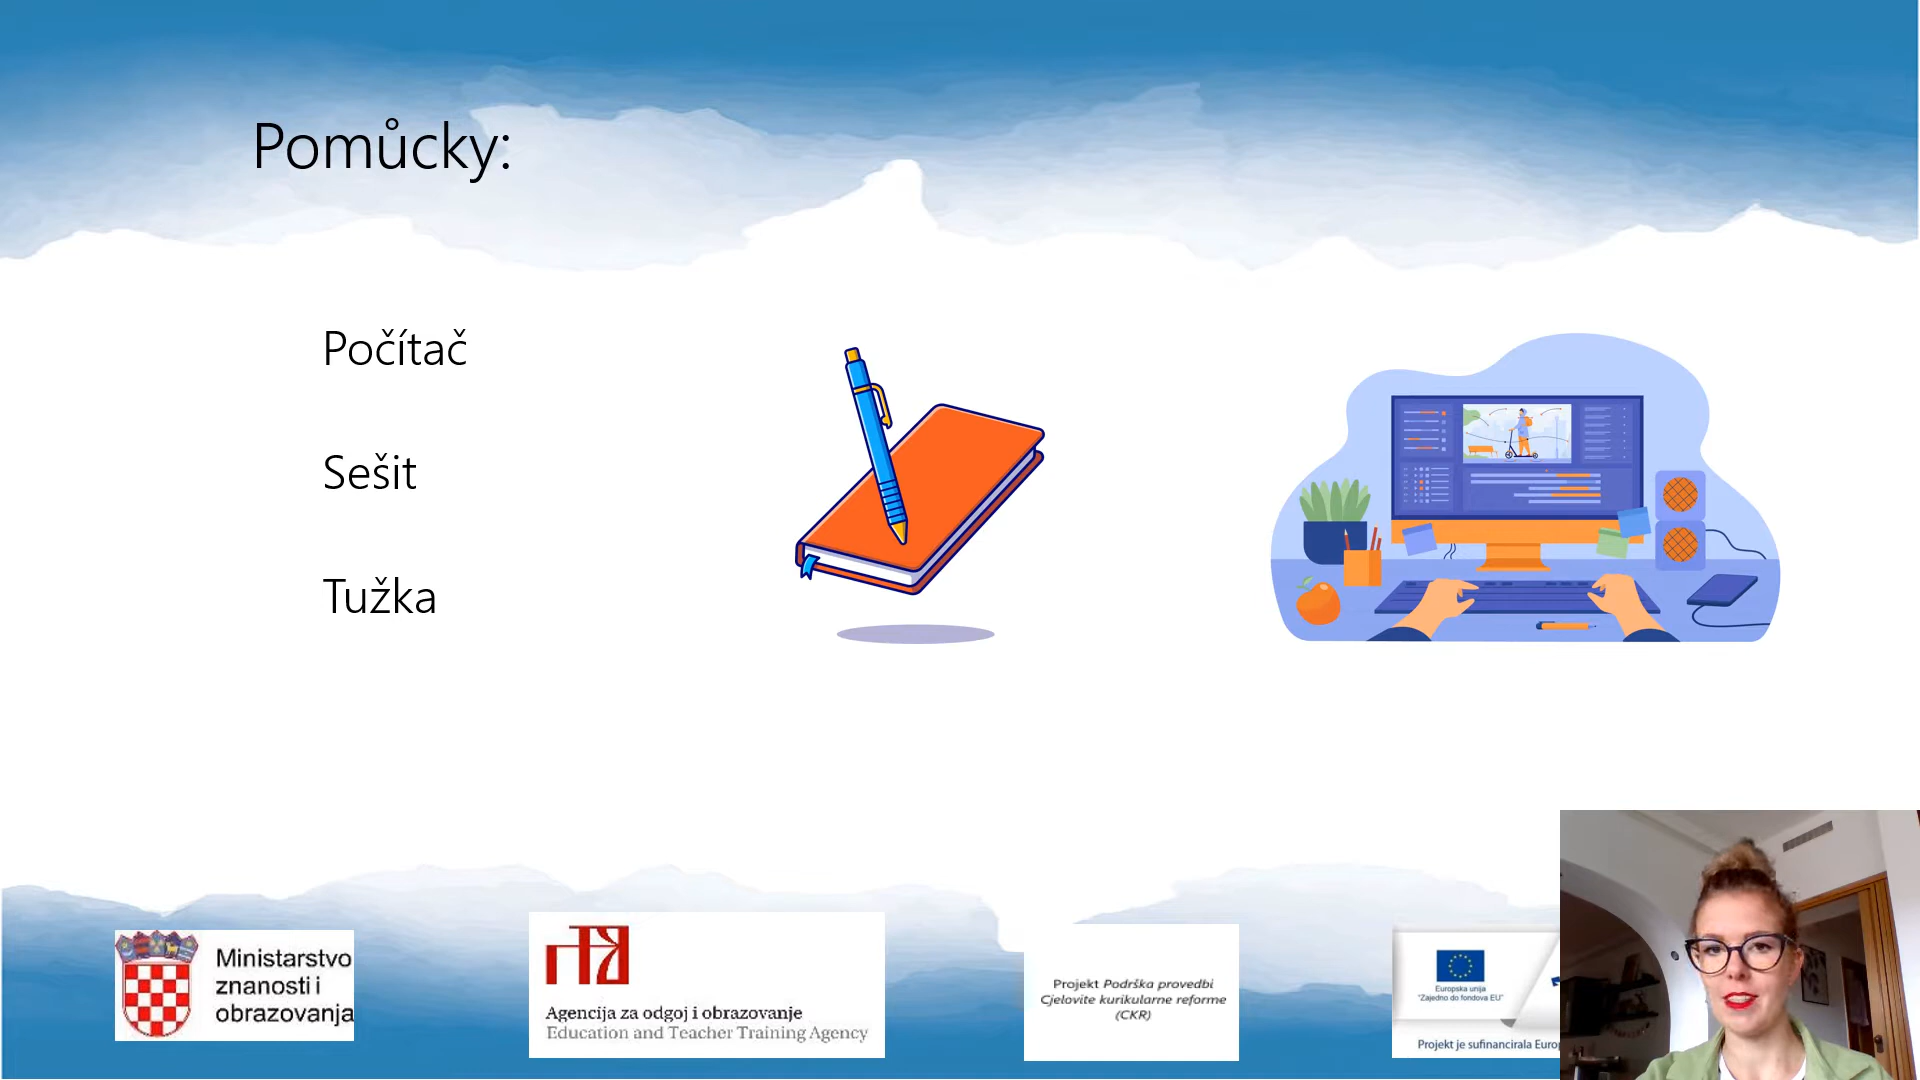 Pomůcky:
Počítač
Sešit
Tužka
Ministarstvo
znanosti i
obrazovanja
Agencija za odgoj i obrazovanje
Education and Teacher Training Agency
Projekt Podrška provedbi
Cjelovite kurikularne reforme
(CKR)
Europska unija
"Zajedno do fondova EU"
Projekt je sufinancirala